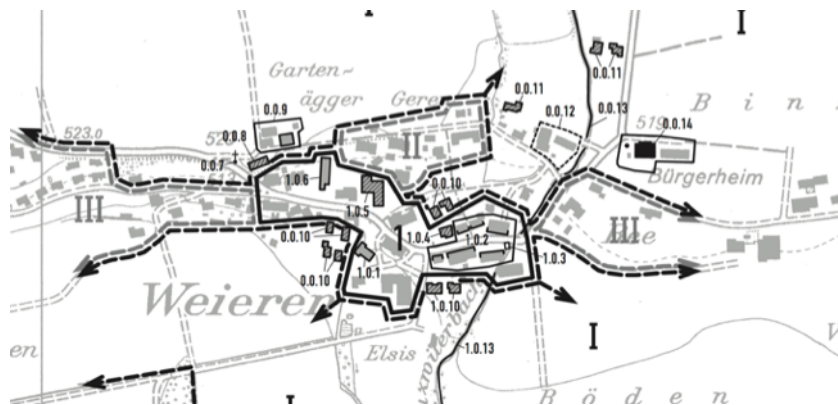 I
I
Garten-
ägger
Gere
0.0.11
0.0.11
0.0.9
0.0.12
0.0.13
519
B i n
523.0
0.0.8
0.0.14
0.0.7
II
Bürgerheim
1.0.6
0.0.10
III
1.0.5
III
1
1.0.4
1.0.2
0.0.10
1.0.3
1.0.1
0.0.10
Weieren
1.0.10
I
Elsis
1.0.13
en
I
B ö d e n